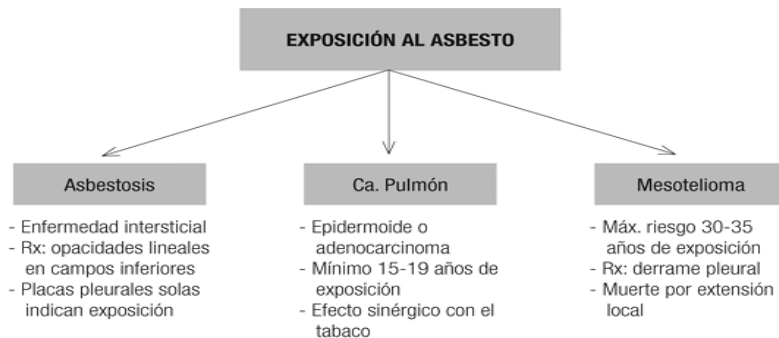 EXPOSICIÓN AL ASBESTO
Asbestosis
- Enfermedad intersticial
- Rx: opacidades lineales
en campos inferiores
- Placas pleurales solas
indican exposición
Ca. Pulmón
- Epidermoide o
adenocarcinoma
- Mínimo 15-19 años de
exposición
- Efecto sinérgico con el
tabaco
Mesotelioma
- Máx. riesgo 30-35
años de exposición
- Rx: derrame pleural
- Muerte por extensión
local